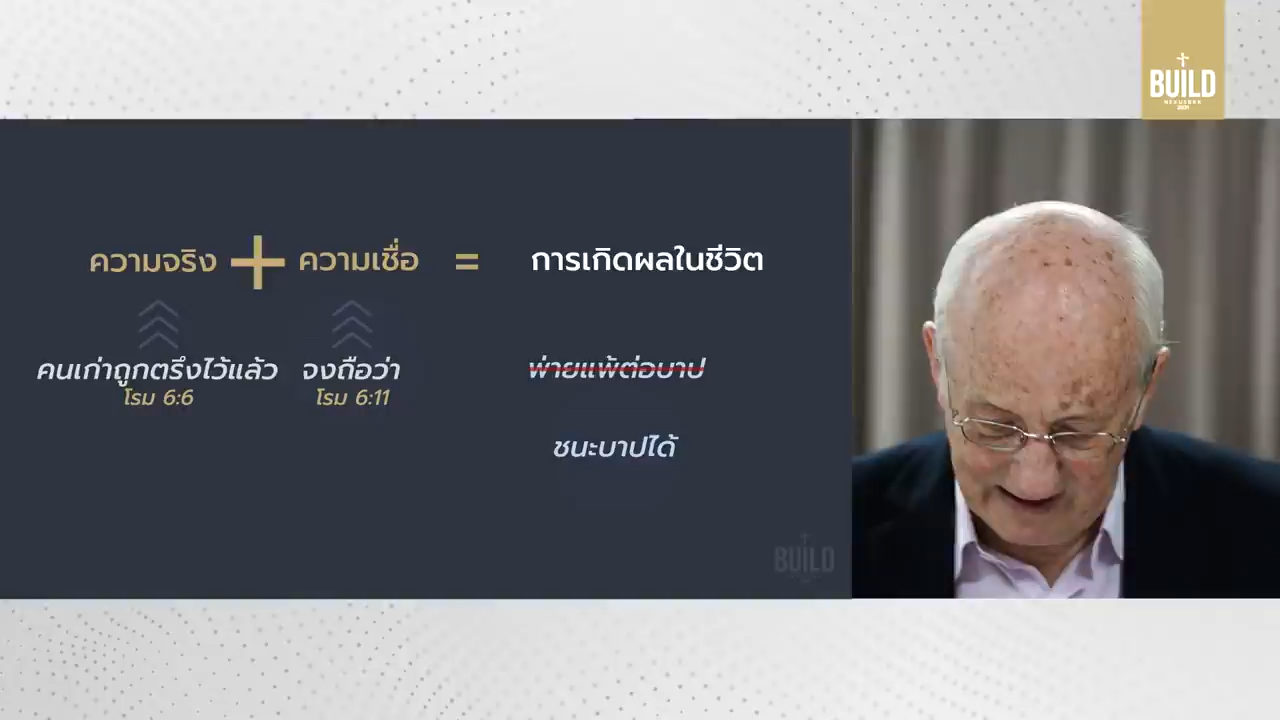 BUILD
NEXUSBKK
2021
ความจริง + ความเชื่อ = การเกิดผลในชีวิต
คนเก่าถูกตรึงไว้แล้ว จงถือว่า พ่ายแพ้ต่อบาป
โรม 6:6 โรม 6:11
ชนะบาปได้
BUILD